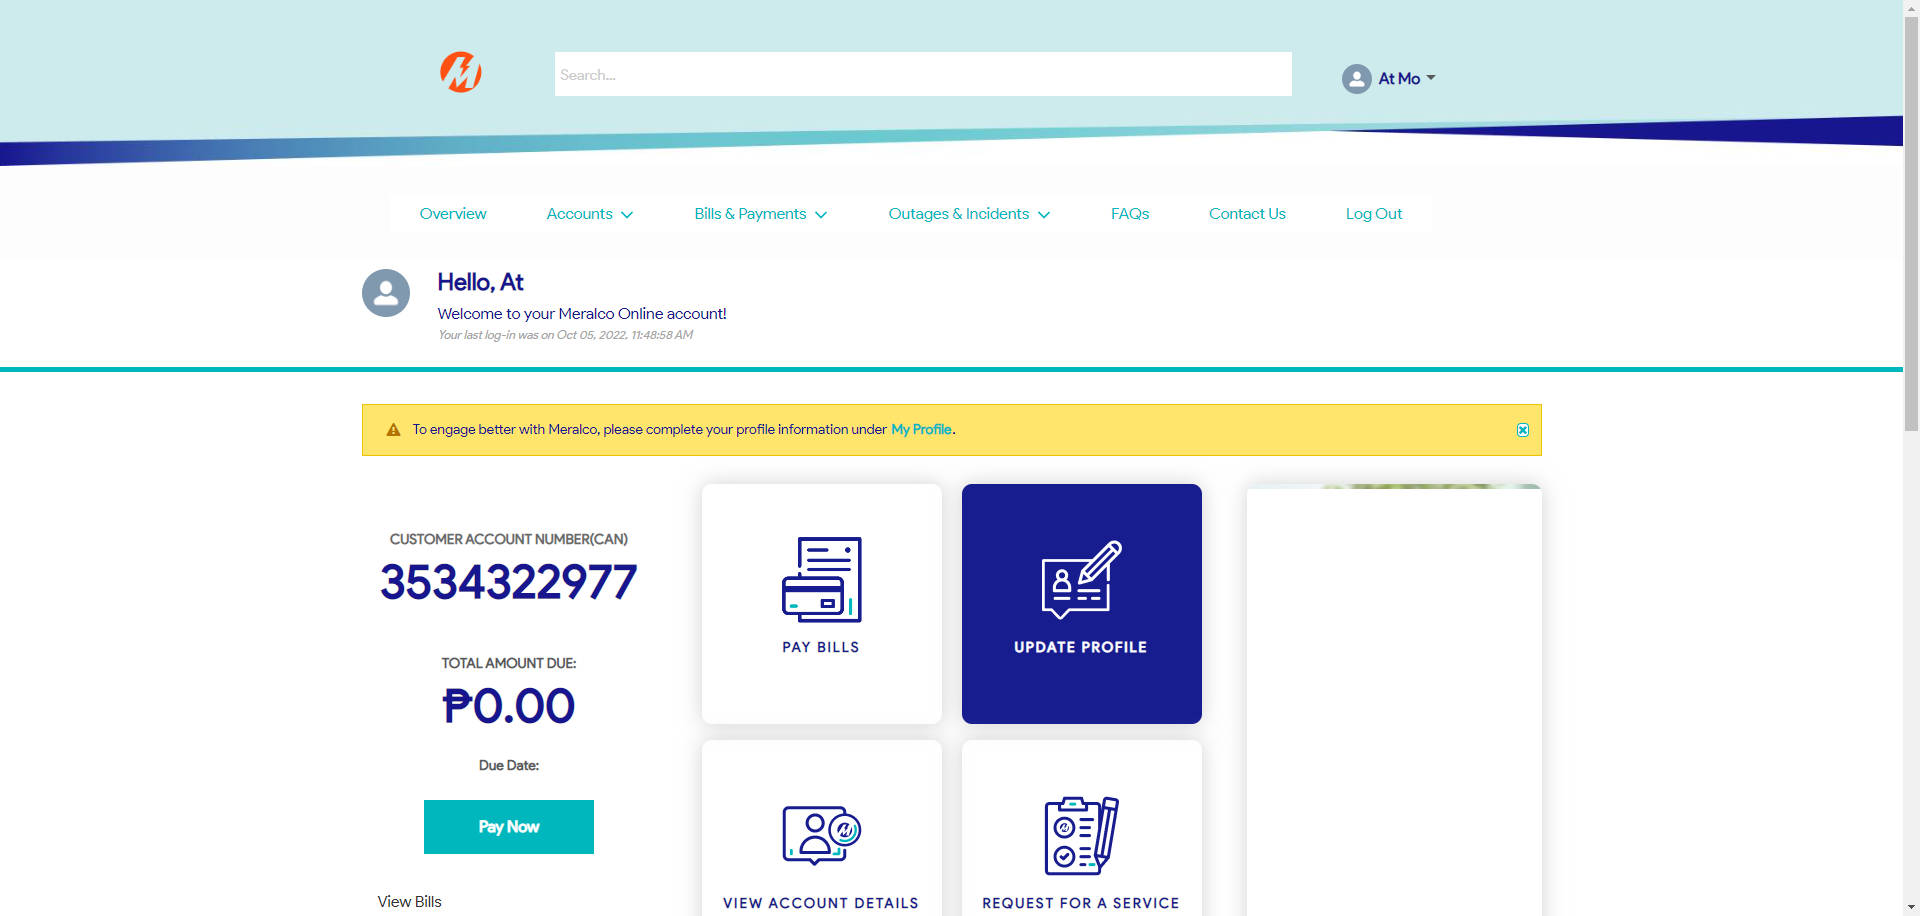 Search...
At Mo
Overview
Accounts
Bills & Payments
Outages & Incidents
FAQs
Contact Us
Log Out
Hello, At
Welcome to your Meralco Online account!
Your last log-in was on Oct 05, 2022, 11:48:58 AM
To engage better with Meralco, please complete your profile information under My Profile.
CUSTOMER ACCOUNT NUMBER(CAN)
3534322977
TOTAL AMOUNT DUE:
₱0.00
Due Date:
Pay Now
View Bills
PAY BILLS
UPDATE PROFILE
VIEW ACCOUNT DETAILS
REQUEST FOR A SERVICE